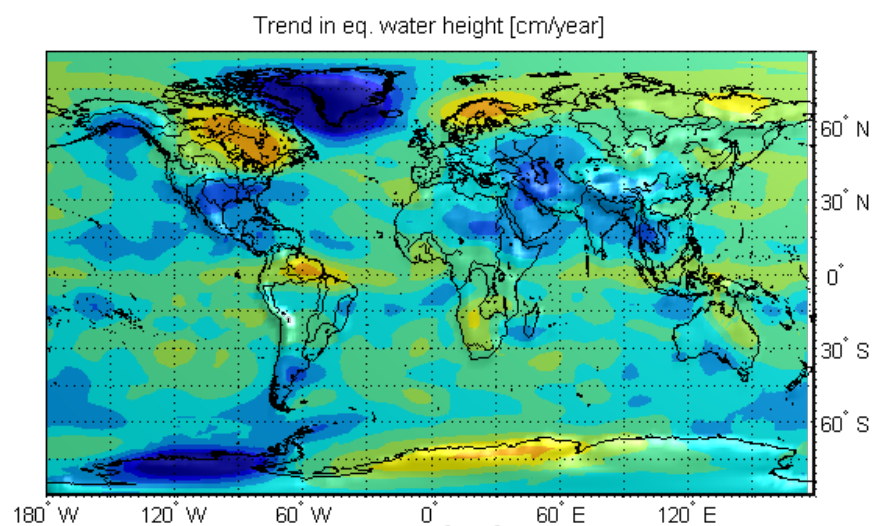 Trend in eq. water height [cm/year]
60° N
30° N
0°
30° S
60° S
180° W 120° W 60° W 0° 60° E 120° E